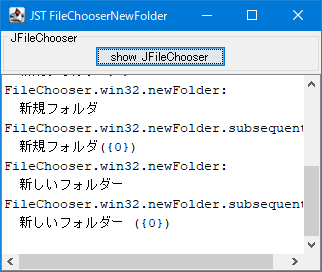 JST FileChooserNewFolder
JFileChooser
show JFileChooser
FileChooser.win32.newFolder:
新規フォルダ
FileChooser.win32.newFolder.subsequent
新規フォルダ({0})
FileChooser.win32.newFolder:
新しいフォルダー
FileChooser.win32.newFolder.subsequent
新しいフォルダー ({0})